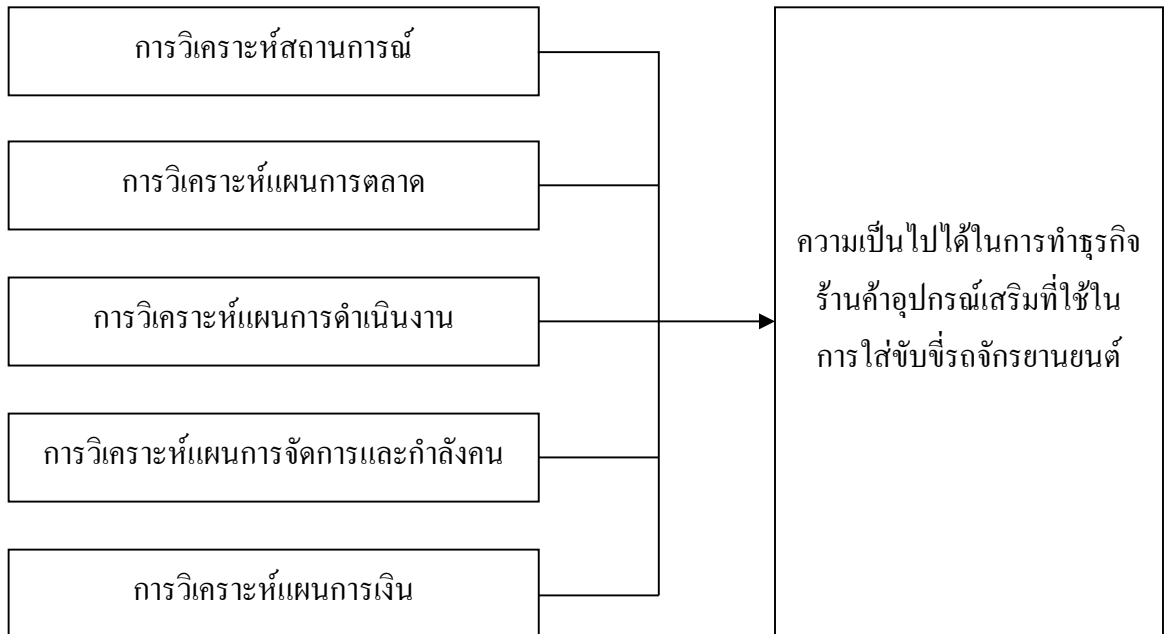 การวิเคราะห์สถานการณ์
การวิเคราะห์แผนการตลาด
การวิเคราะห์แผนการดำเนินงาน
การวิเคราะห์แผนการจัดการและกำลังคน
การวิเคราะห์แผนการเงิน
ความเป็นไปได้ในการทำธุรกิจ
ร้านค้าอุปกรณ์เสริมที่ใช้ใน
การใส่ขับขี่รถจักรยานยนต์